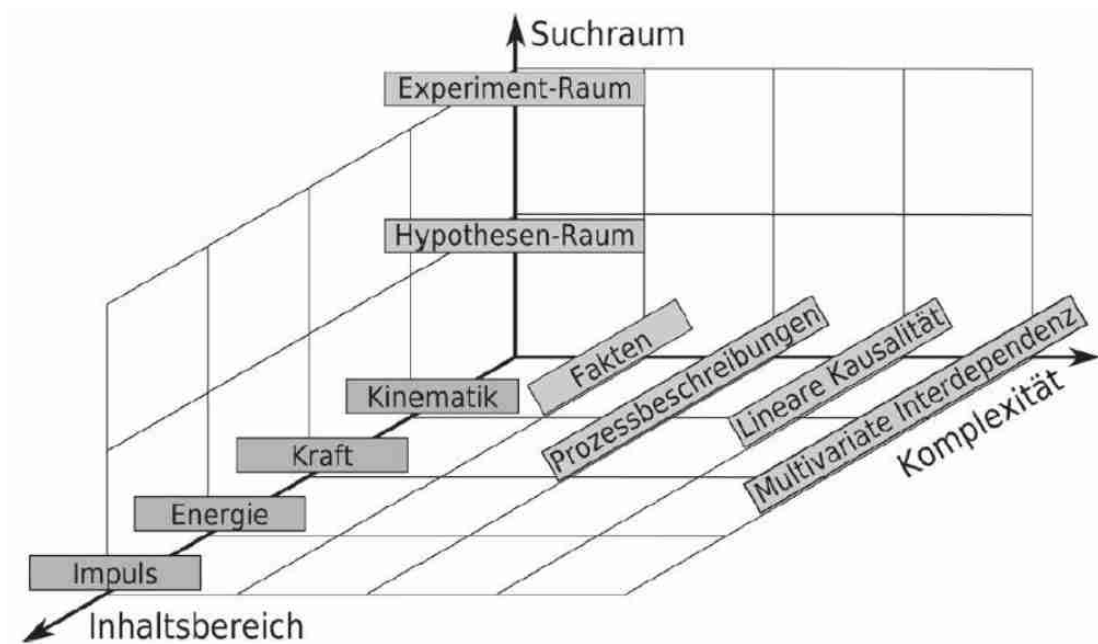 Suchraum
Experiment-Raum
Hypothesen-Raum
Fakten
Prozessbeschreibungen
Lineare Kausalität
Multivariate Interdependenz
Komplexität
Kinematik
Kraft
Energie
Impuls
Inhaltsbereich